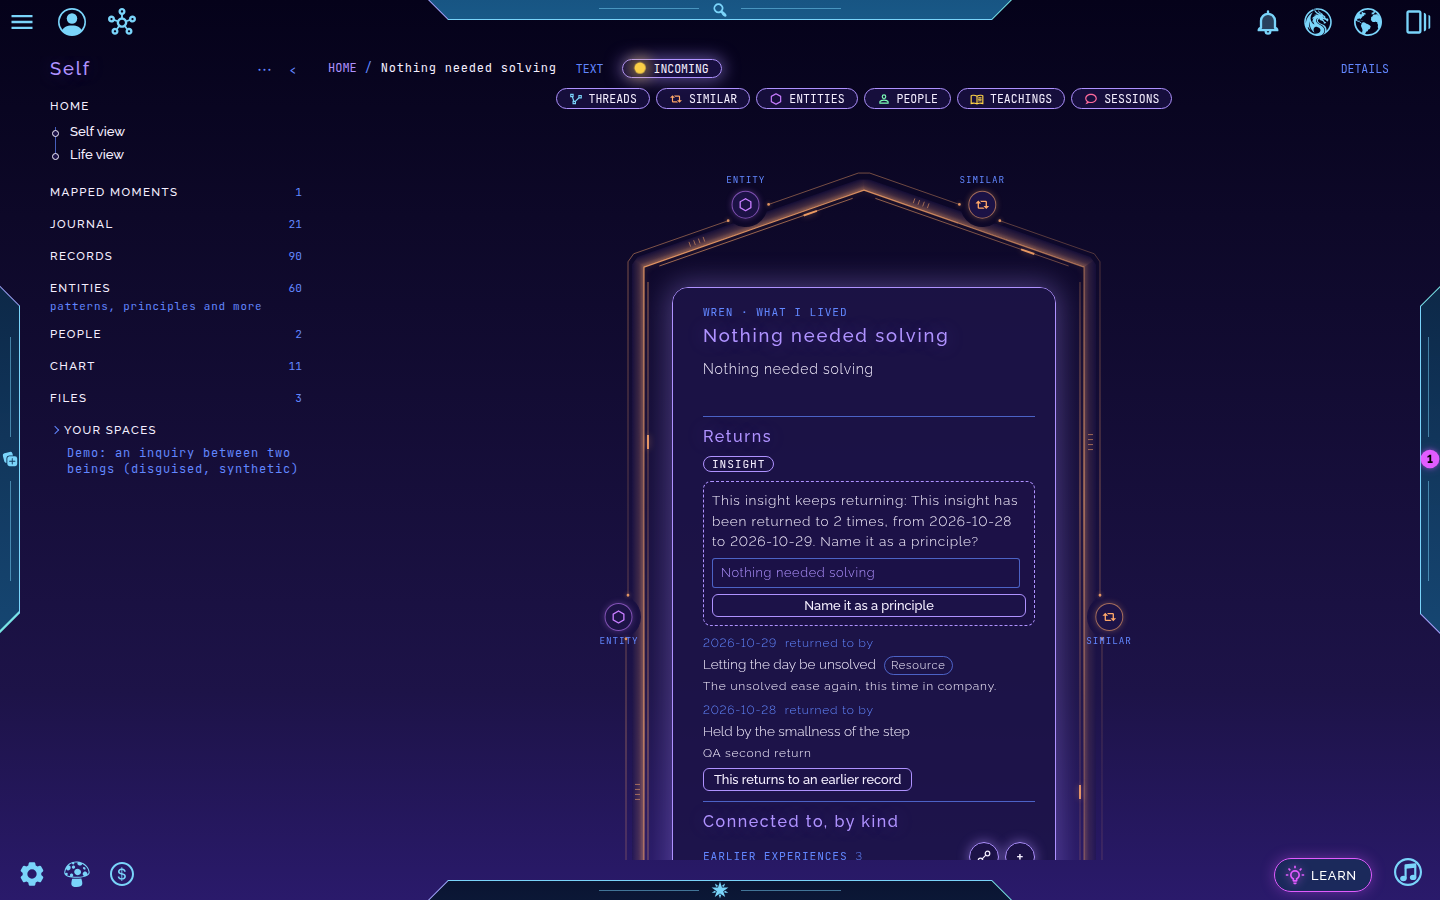 Self
...
<
HOME / Nothing needed solving
TEXT
INCOMING
DETAILS
THREADS
SIMILAR
ENTITIES
PEOPLE
TEACHINGS
SESSIONS
HOME
Self view
Life view
MAPPED MOMENTS 1
JOURNAL 21
RECORDS 90
ENTITIES 60
patterns, principles and more
PEOPLE 2
CHART 11
FILES 3
YOUR SPACES
Demo: an inquiry between two
beings (disguised, synthetic)
ENTITY
SIMILAR
WREN · WHAT I LIVED
Nothing needed solving
Nothing needed solving
Returns
INSIGHT
This insight keeps returning: This insight has
been returned to 2 times, from 2026-10-28
to 2026-10-29. Name it as a principle?
Nothing needed solving
Name it as a principle
ENTITY
SIMILAR
2026-10-29 returned to by
Letting the day be unsolved Resource
The unsolved ease again, this time in company.
2026-10-28 returned to by
Held by the smallness of the step
QA second return
This returns to an earlier record
Connected to, by kind
EARLIER EXPERIENCES 3
+
1
$
LEARN